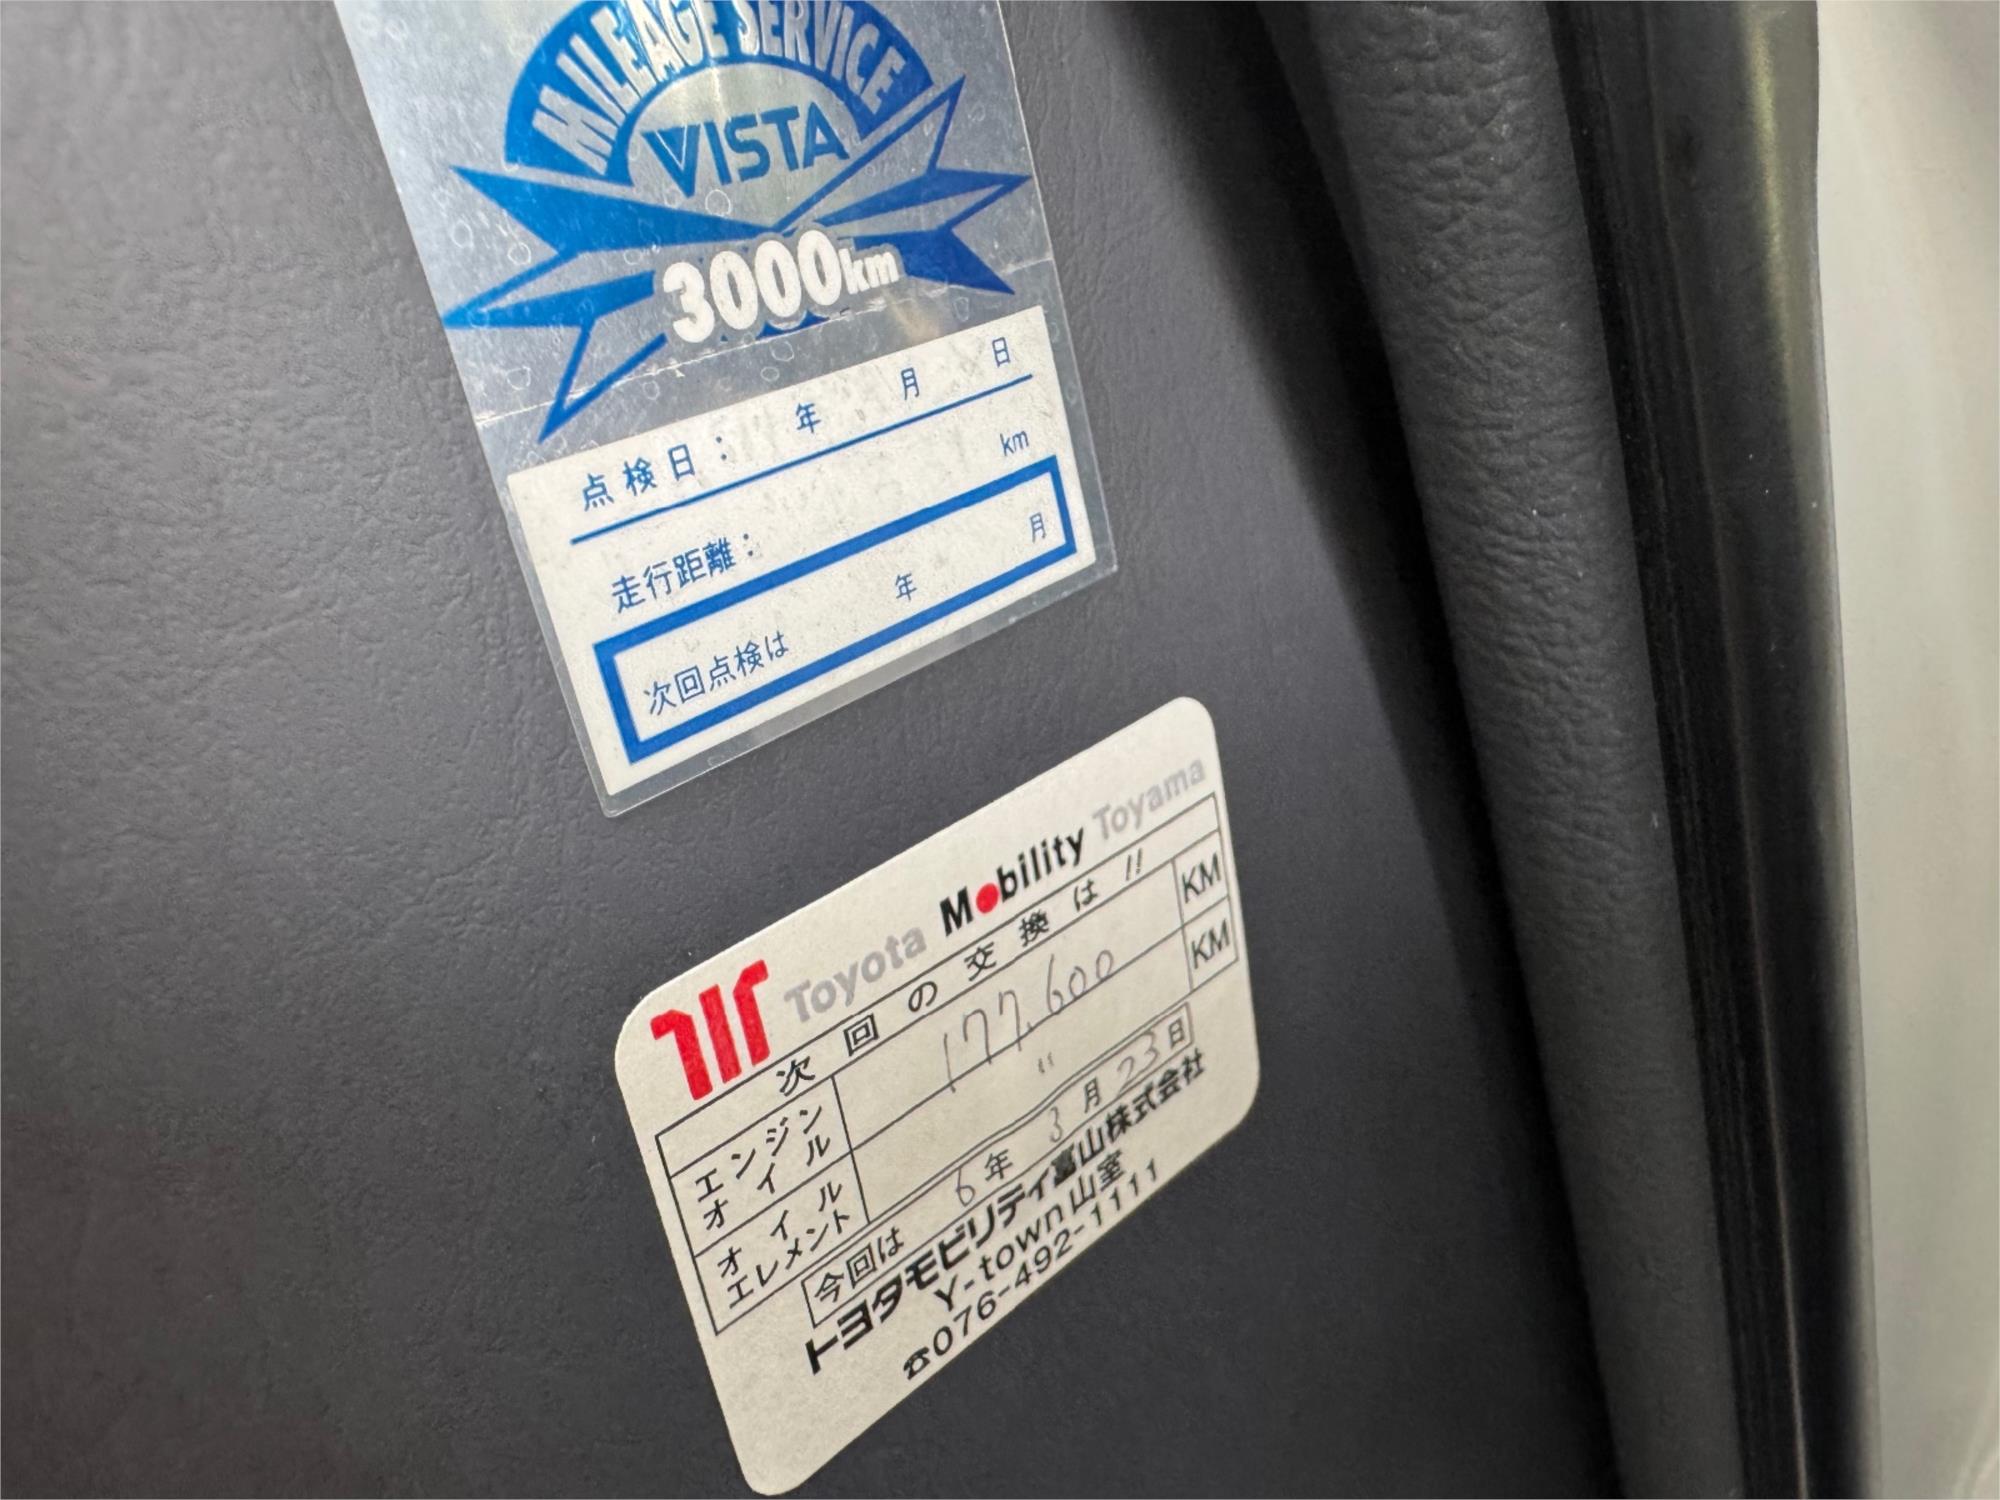 MILEAGE SERVICE
VISTA
3000km
点検日： 年 月 日
走行距離： km
次回点検は 年 月
Toyota Mobility Toyama
次回の交換は!!
エンジンオイル 177,600 KM
オイルエレメント 〃 KM
今回は 6年 3月 23日
トヨタモビリティ富山株式会社
Y-town山室
☎076-492-1111